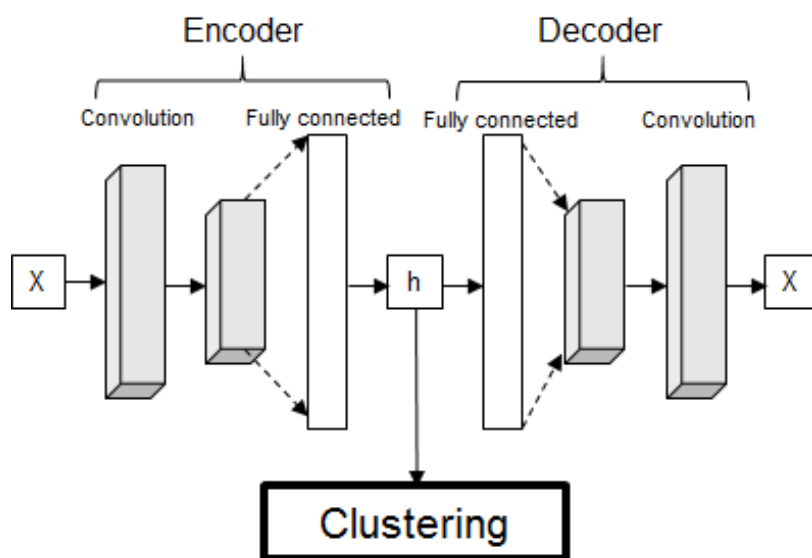 Encoder
Decoder
Convolution
Fully connected
Fully connected
Convolution
X
h
X
Clustering